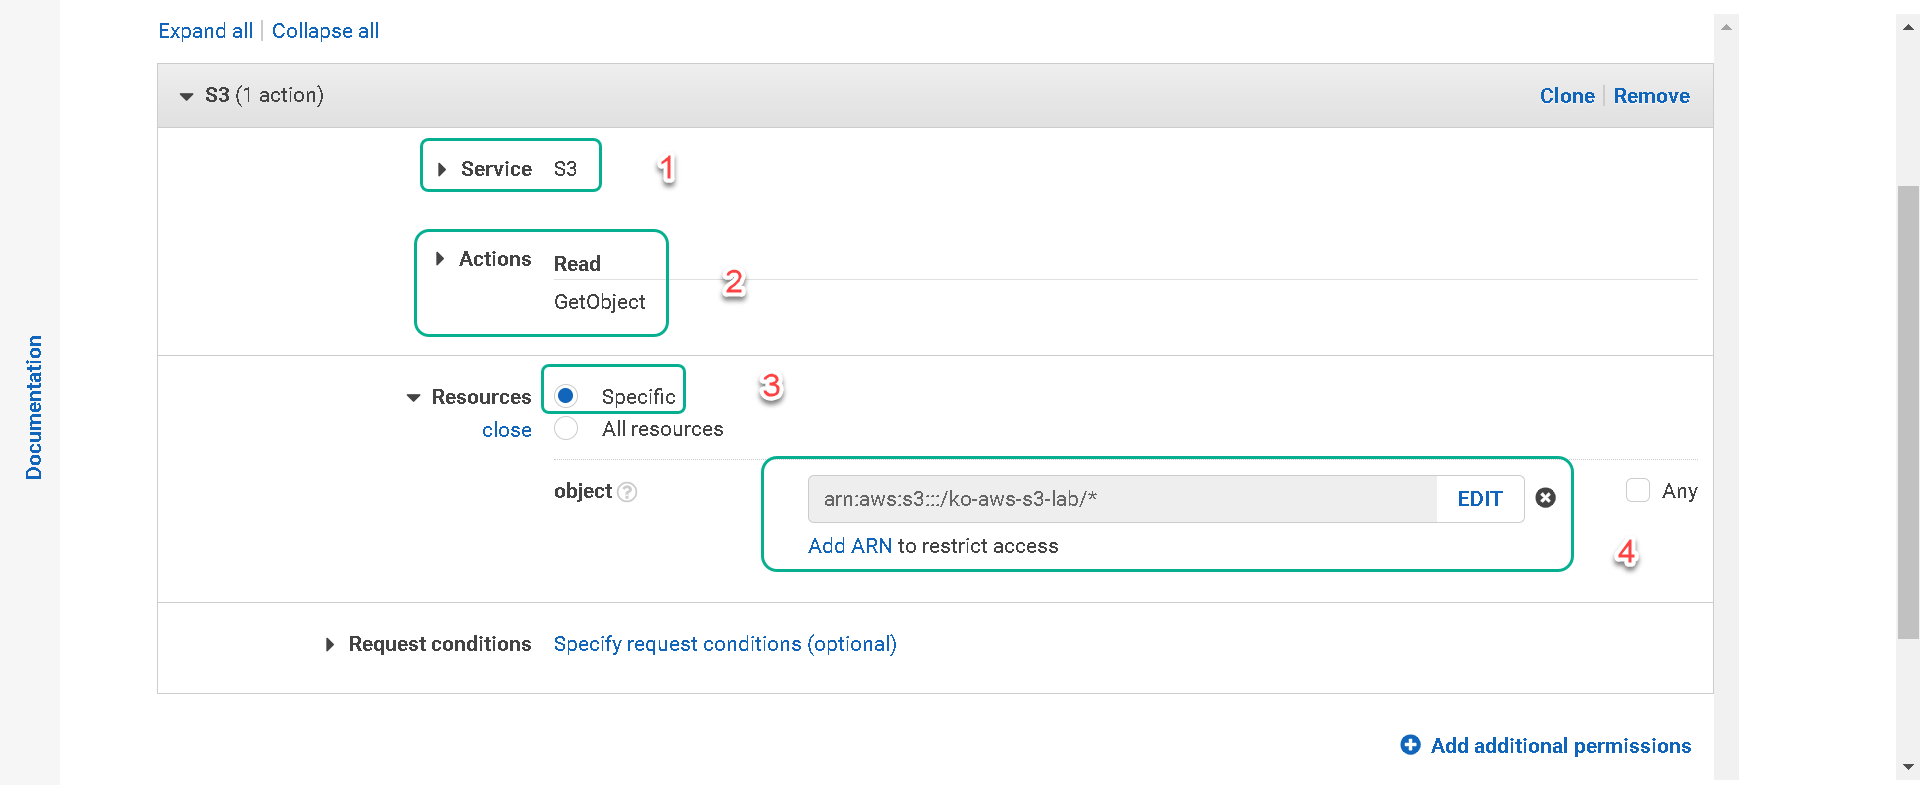 Expand all | Collapse all
S3 (1 action)
Clone | Remove
Service S3
1
Actions Read
GetObject
2
Resources Specific
3
close All resources
object ? arn:aws:s3:::/ko-aws-s3-lab/* EDIT Any
Add ARN to restrict access
4
Request conditions Specify request conditions (optional)
Add additional permissions
Documentation